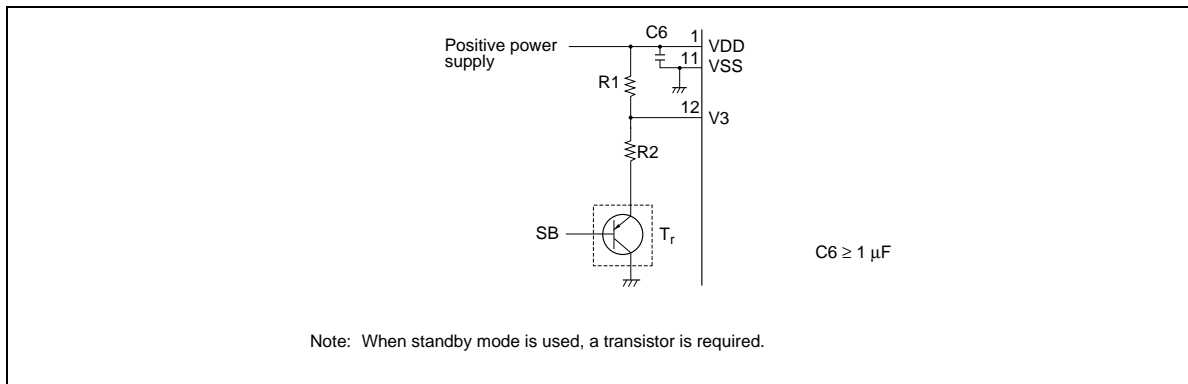 C6
1
Positive power
supply
VDD
11
VSS
R1
12
V3
R2
SB
Tr
C6 ≥ 1 μF
Note: When standby mode is used, a transistor is required.